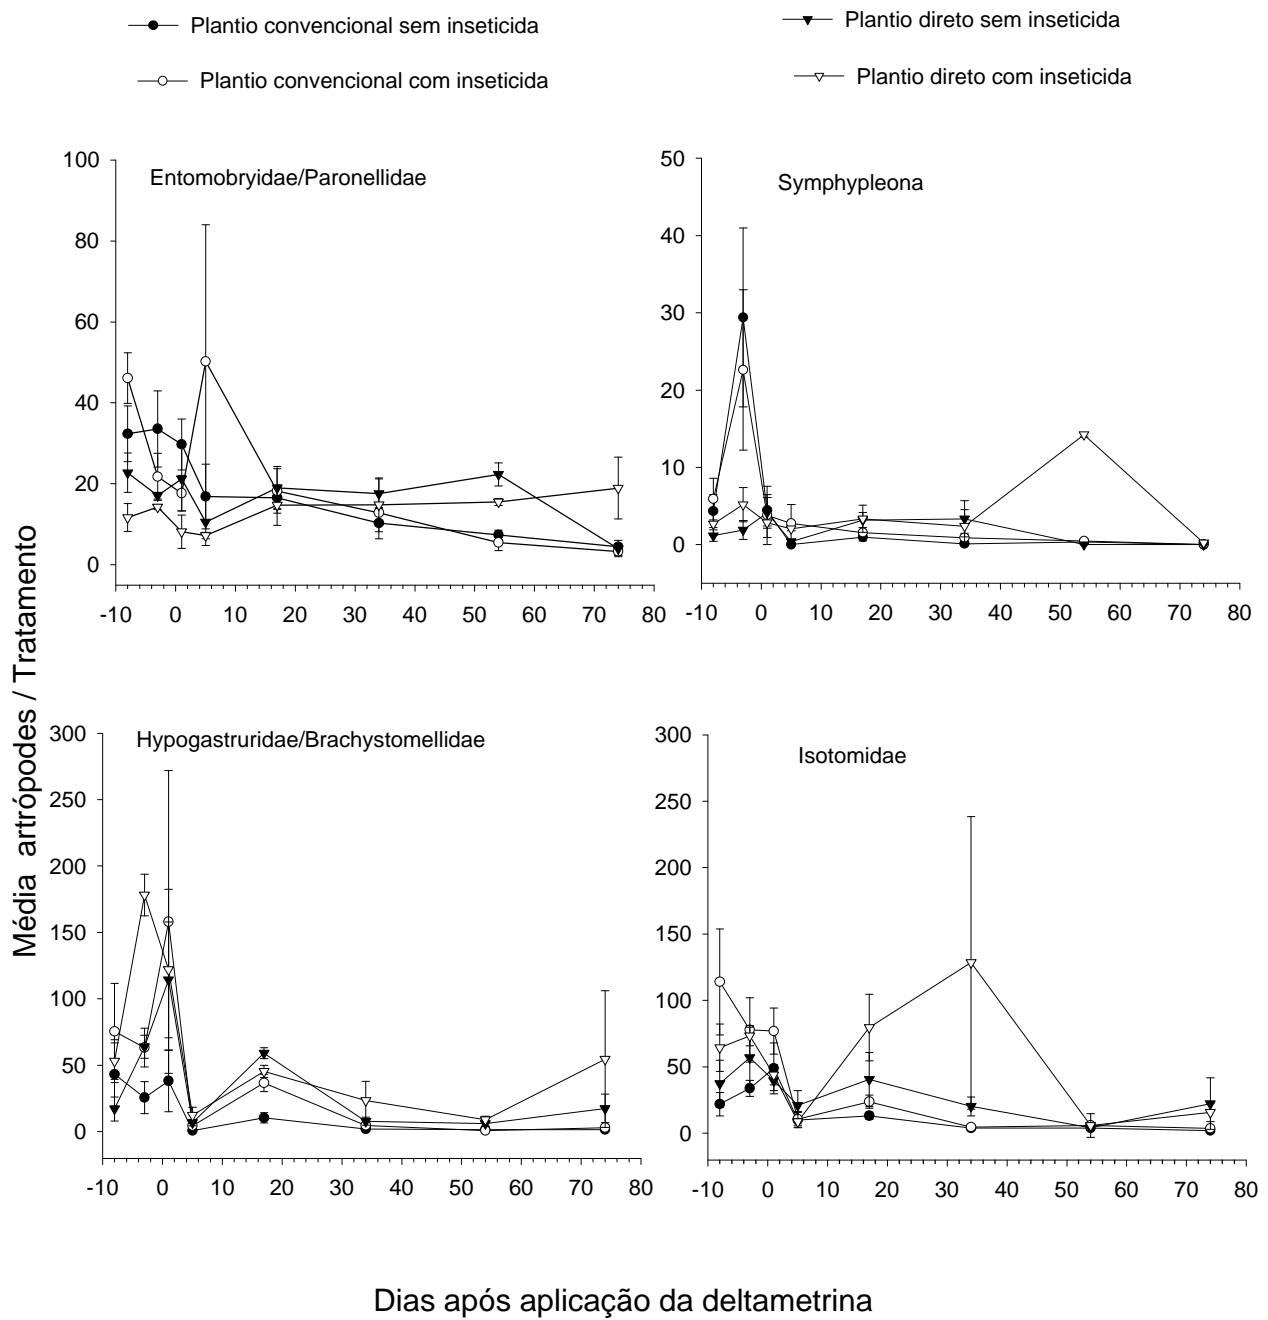 Plantio convencional sem inseticida
Plantio direto sem inseticida
Plantio convencional com inseticida
Plantio direto com inseticida
Média artrópodes / Tratamento
Entomobryidae/Paronellidae
100
80
60
40
20
0
-10 0 10 20 30 40 50 60 70 80
Symphypleona
50
40
30
20
10
0
-10 0 10 20 30 40 50 60 70 80
Hypogastruridae/Brachystomellidae
300
250
200
150
100
50
0
-10 0 10 20 30 40 50 60 70 80
Isotomidae
300
250
200
150
100
50
0
-10 0 10 20 30 40 50 60 70 80
Dias após aplicação da deltametrina